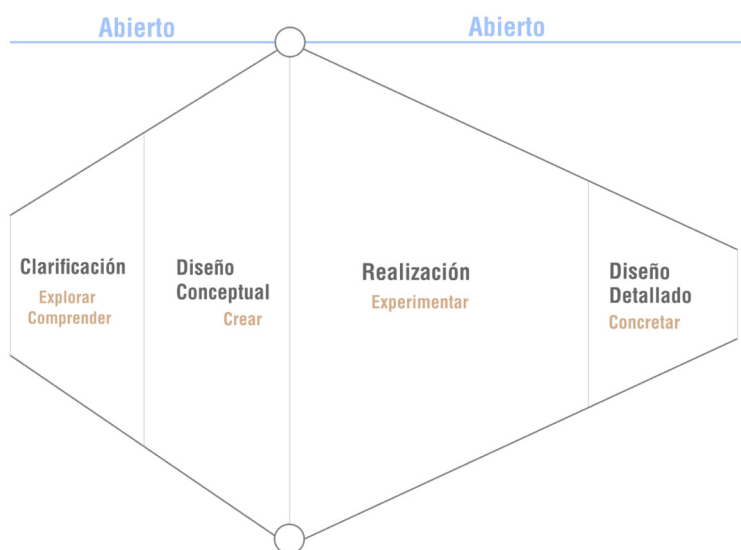 Abierto
Abierto
Clarificación
Explorar
Comprender
Diseño
Conceptual
Crear
Realización
Experimentar
Diseño
Detallado
Concretar